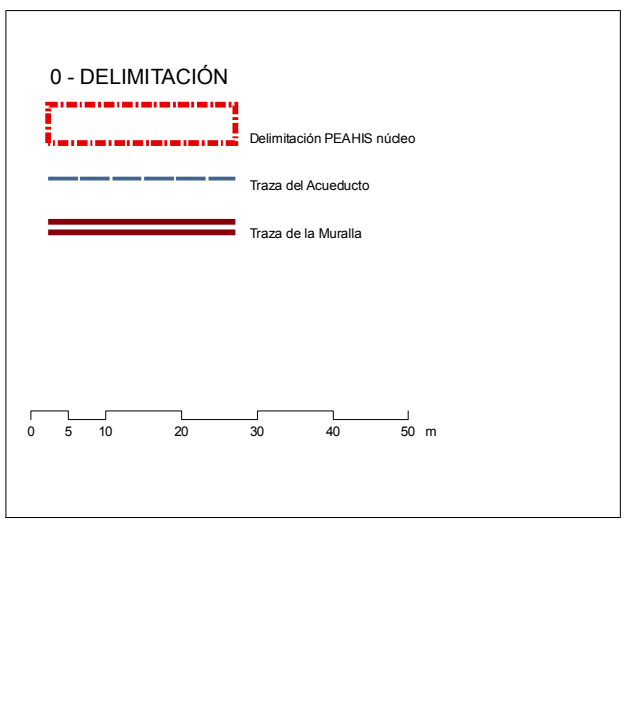 0 - DELIMITACIÓN
Delimitación PEAHIS núcleo
Traza del Acueducto
Traza de la Muralla
0 5 10 20 30 40 50 m